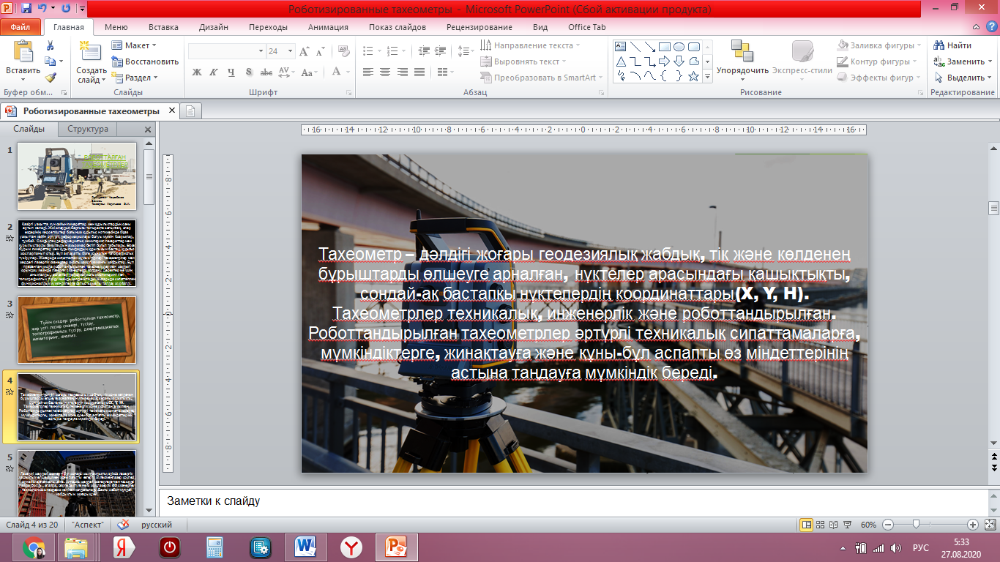 Роботизированные тахеометры - Microsoft PowerPoint (Сбой активации продукта)
Файл Главная Меню Вставка Дизайн Переходы Анимация Показ слайдов Рецензирование Вид Office Tab
Вставить
Буфер обм...
Создать слайд
Макет
Восстановить
Раздел
Слайды
24
Ж К Ч S abc AV Aa А
Шрифт
Направление текста
Выровнять текст
Преобразовать в SmartArt
Абзац
Упорядочить
Экспресс-стили
Заливка фигуры
Контур фигуры
Эффекты фигур
Рисование
Найти
Заменить
Выделить
Редактирование
Роботизированные тахеометры
Слайды Структура
1
2
3
Түйін сөздер: роботталған тахеометр,
жер үсті лазер сканері, түсіру,
топографиялық түсіру, деформациялық
мониторинг, анализ.
4
5
Тахеометр – дәлдігі жоғары геодезиялық жабдық, тік және көлденең
бұрыштарды өлшеуге арналған, нүктелер арасындағы қашықтықты,
сондай-ақ бастапқы нүктелердің координаттары(X, Y, H).
Тахеометрлер техникалық, инженерлік және роботтандырылған.
Роботтандырылған тахеометрлер әртүрлі техникалық сипаттамаларға,
мүмкіндіктерге, жинақтауға және құны-бұл аспапты өз міндеттерінің
астына таңдауға мүмкіндік береді.
Заметки к слайду
Слайд 4 из 20 "Аспект" русский 60%
РУС
5:33
27.08.2020